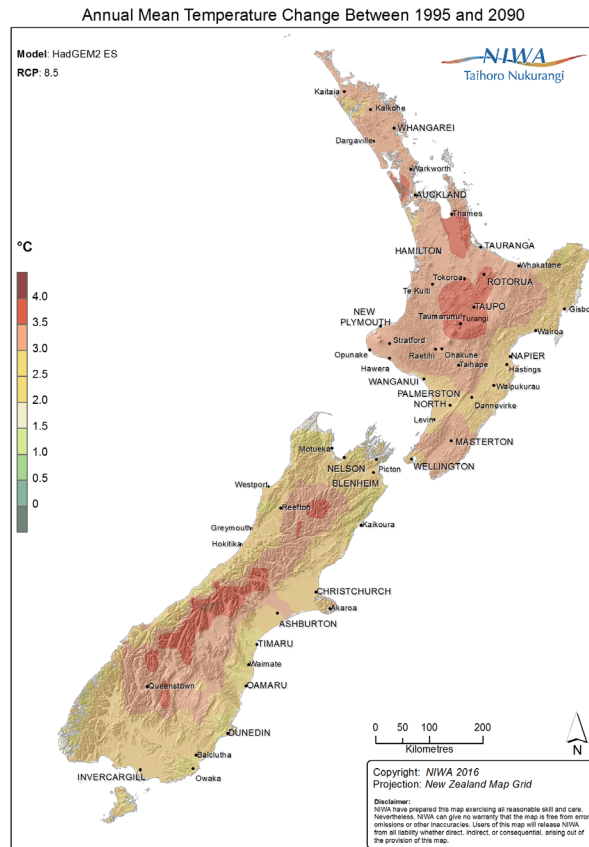 Annual Mean Temperature Change Between 1995 and 2090
Model: HadGEM2 ES
RCP: 8.5
NIWA
Taihoro Nukurangi
Kaitaia
Kaikohe
WHANGAREI
Dargaville
Warkworth
AUCKLAND
Thames
°C
HAMILTON
TAURANGA
Whakatane
Tokoroa
ROTORUA
4.0
Te Kuiti
3.5
TAUPO
Gisbo
NEW
PLYMOUTH
Taumarunui
Turangi
3.0
Wairoa
Stratford
2.5
Opunake
Raetihi
Ohakune
NAPIER
Hawera
Taihape
Hastings
2.0
WANGANUI
Waipukurau
PALMERSTON
NORTH
1.5
Dannevirke
Levin
1.0
MASTERTON
Motueka
0.5
NELSON
Picton
WELLINGTON
BLENHEIM
Westport
0
Reefton
Greymouth
Kaikoura
Hokitika
CHRISTCHURCH
Akaroa
ASHBURTON
TIMARU
Waimate
Queenstown
OAMARU
DUNEDIN
0 50 100 200
Kilometres
N
Balclutha
INVERCARGILL
Owaka
Copyright: NIWA 2016
Projection: New Zealand Map Grid
Disclaimer:
NIWA have prepared this map exercising all reasonable skill and care.
Nevertheless, NIWA can give no warranty that the map is free from error
omissions or other inaccuracies. Users of this map will release NIWA
from all liability whether direct, indirect, or consequential, arising out of
the provision of this map.